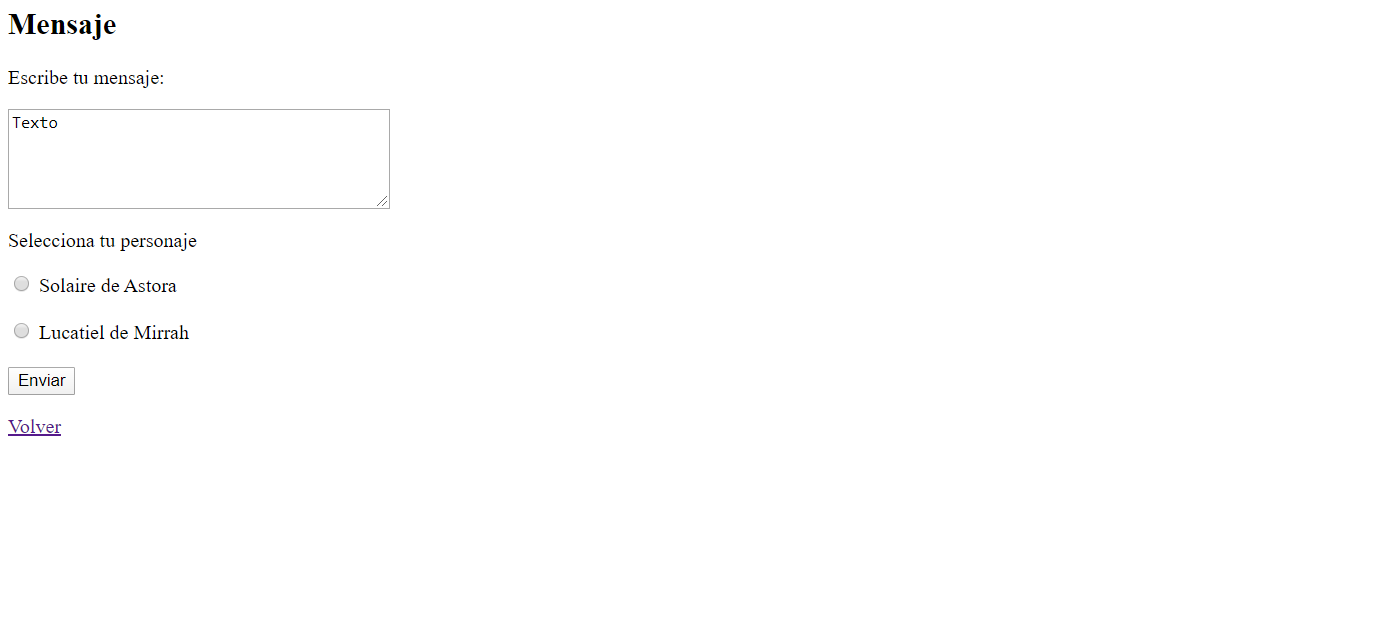 Mensaje
Escribe tu mensaje:
Texto
Selecciona tu personaje
Solaire de Astora
Lucatiel de Mirrah
Enviar
Volver